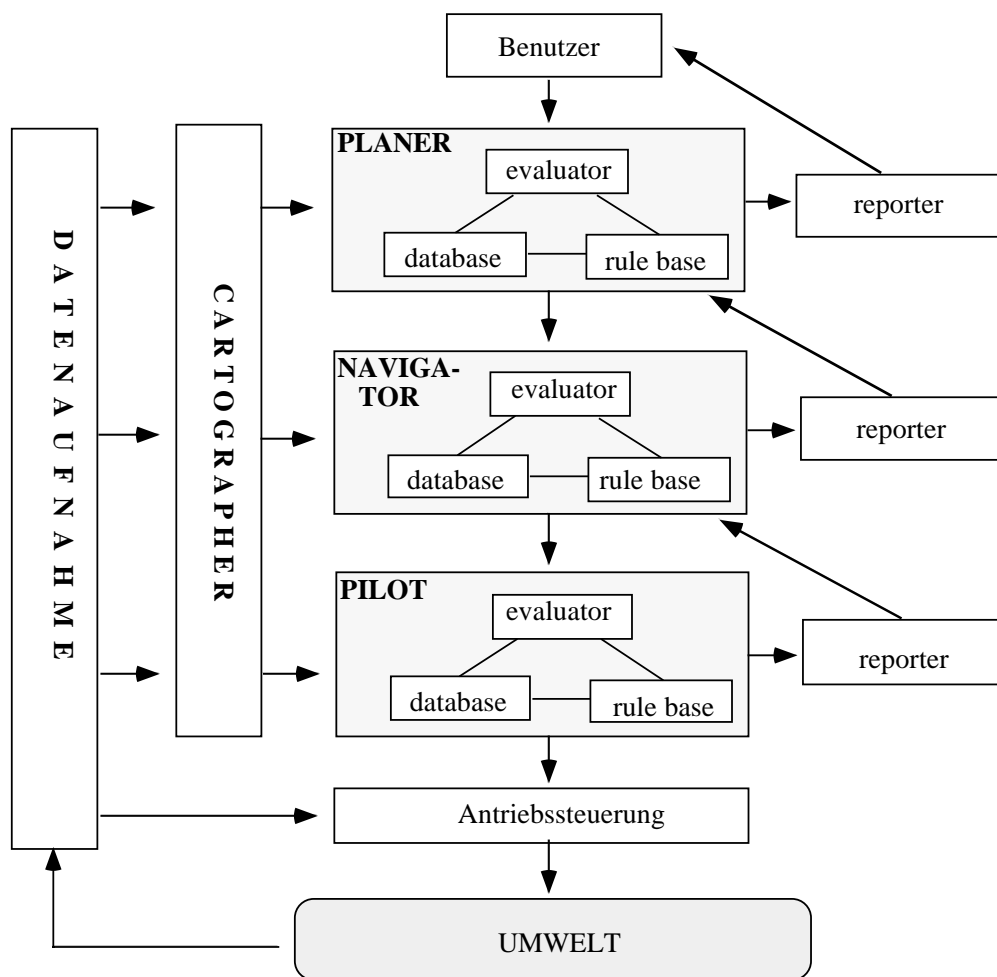 Benutzer
PLANER
evaluator
database
rule base
reporter
DATENAUFNAHME
CARTOGRAPHER
NAVIGA-
TOR
evaluator
database
rule base
reporter
PILOT
evaluator
database
rule base
reporter
Antriebssteuerung
UMWELT